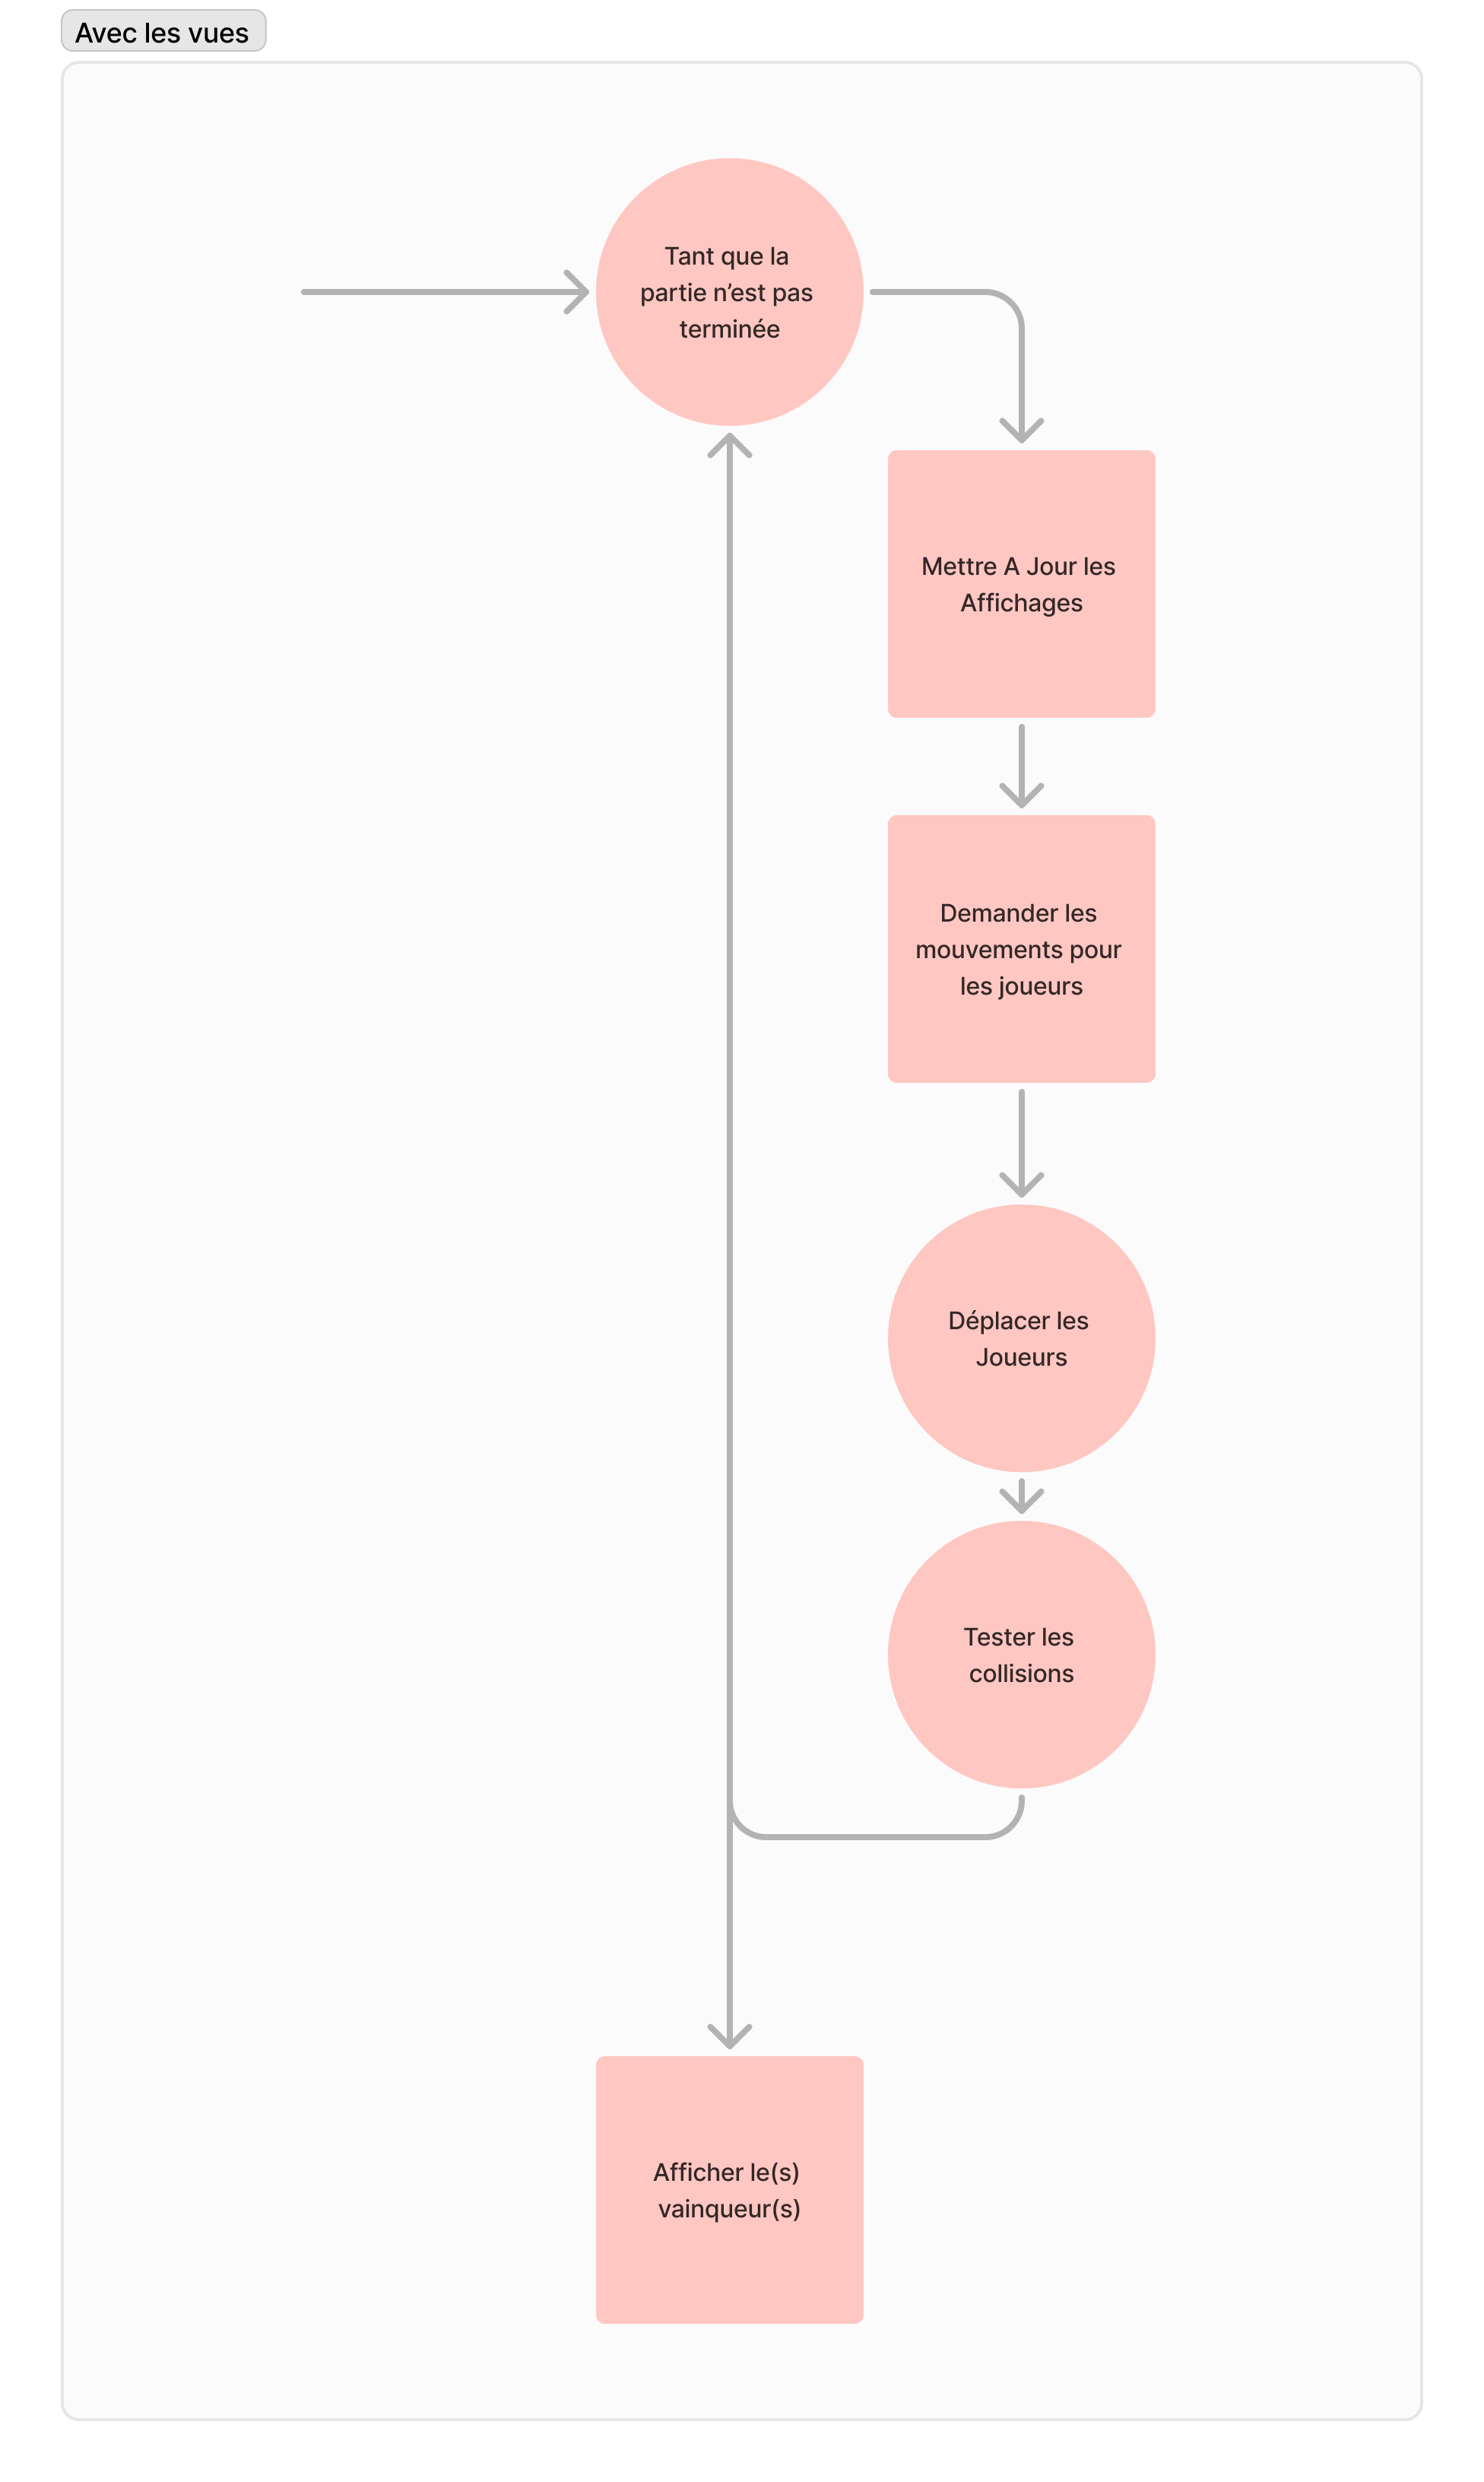 Avec les vues
Tant que la
partie n’est pas
terminée
Mettre A Jour les
Affichages
Demander les
mouvements pour
les joueurs
Déplacer les
Joueurs
Tester les
collisions
Afficher le(s)
vainqueur(s)